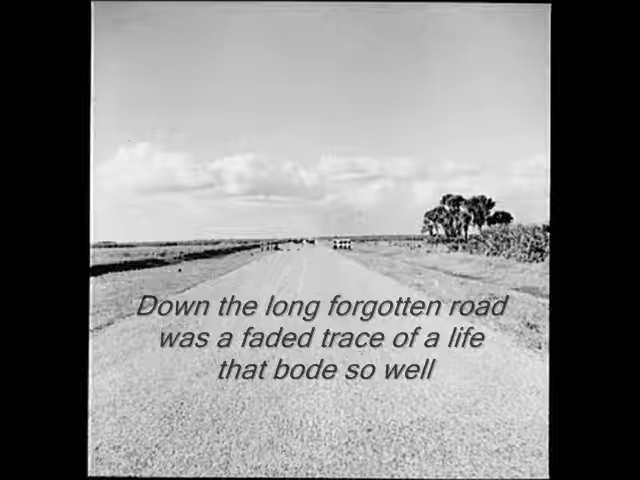 Down the long forgotten road
was a faded trace of a life
that bode so well